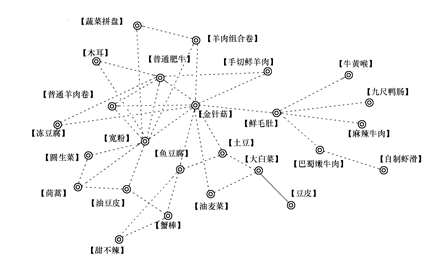 【蔬菜拼盘】
【羊肉组合卷】
【木耳】
【普通肥牛】
【手切鲜羊肉】
【牛黄喉】
【普通羊肉卷】
【九尺鸭肠】
【金针菇】
【鲜毛肚】
【冻豆腐】
【麻辣牛肉】
【宽粉】
【土豆】
【圆生菜】
【鱼豆腐】
【大白菜】
【巴蜀嫩牛肉】
【自制虾滑】
【茼蒿】
【油豆皮】
【油麦菜】
【豆皮】
【蟹棒】
【甜不辣】